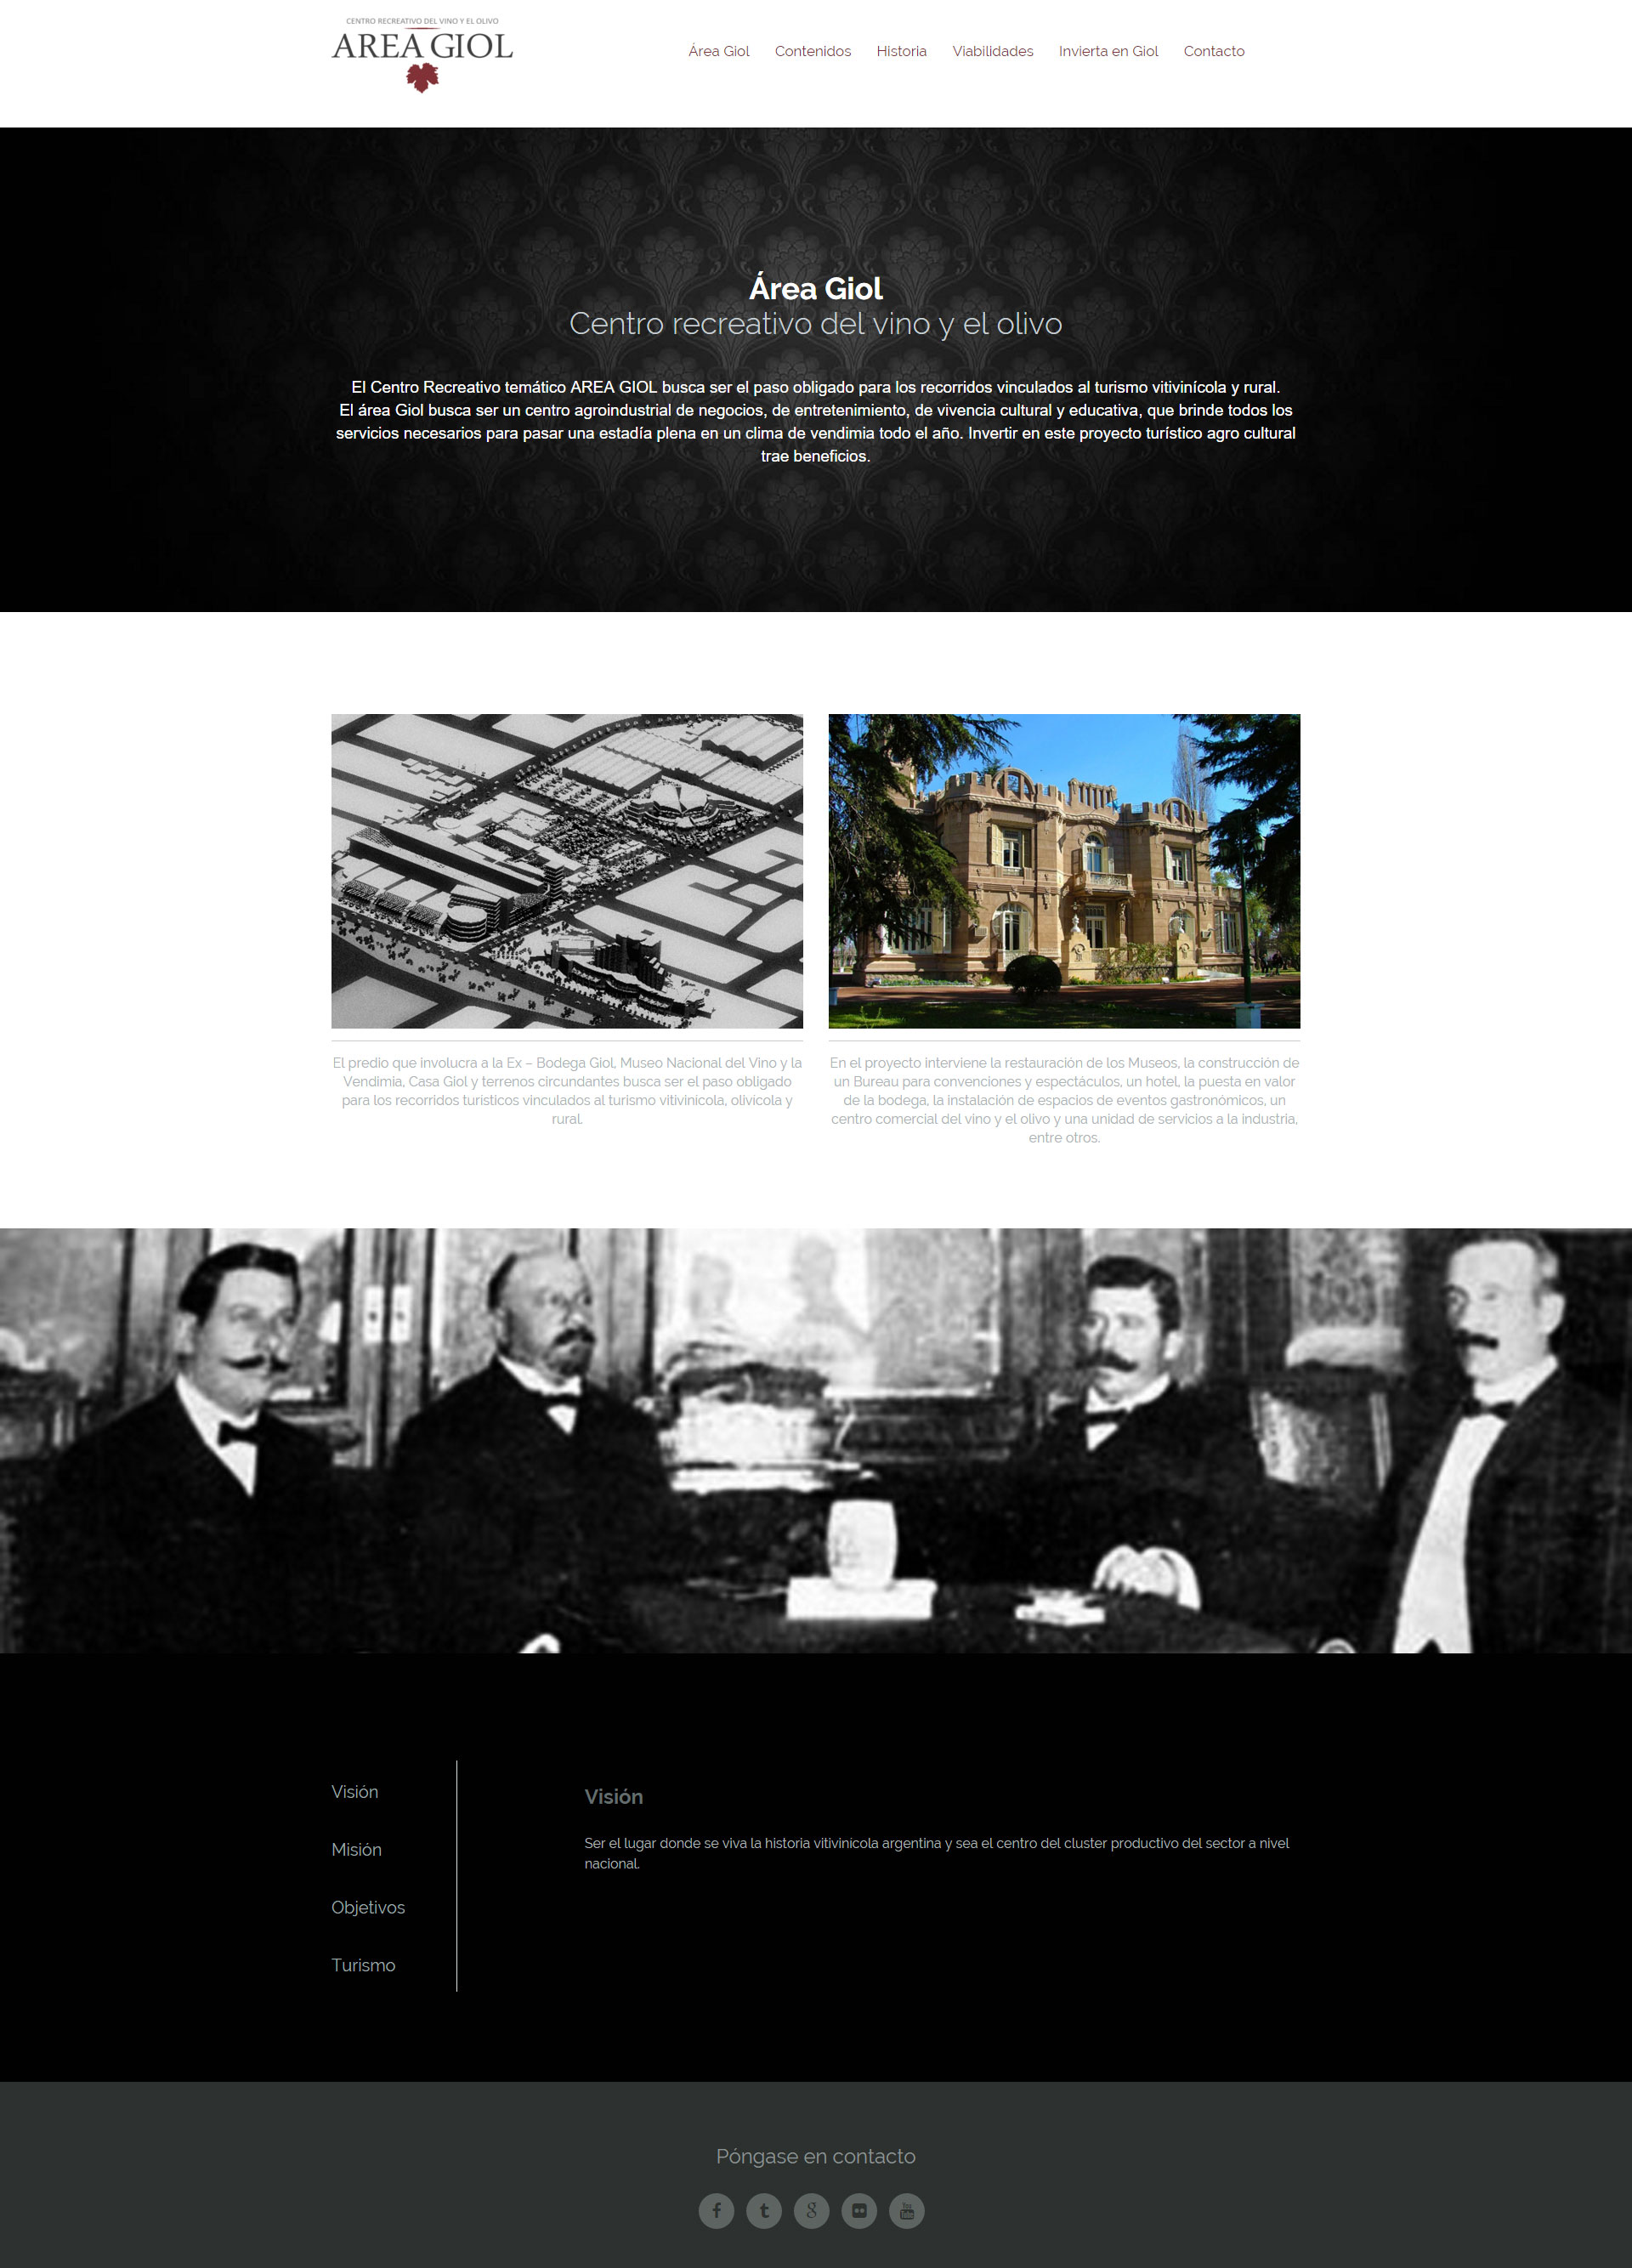 CENTRO RECREATIVO DEL VINO Y EL OLIVO
AREA GIOL
Área Giol
Contenidos
Historia
Viabilidades
Invierta en Giol
Contacto
Área Giol
Centro recreativo del vino y el olivo
El Centro Recreativo temático AREA GIOL busca ser el paso obligado para los recorridos vinculados al turismo vitivinícola y rural.
El área Giol busca ser un centro agroindustrial de negocios, de entretenimiento, de vivencia cultural y educativa, que brinde todos los
servicios necesarios para pasar una estadía plena en un clima de vendimia todo el año. Invertir en este proyecto turístico agro cultural
trae beneficios.
El predio que involucra a la Ex – Bodega Giol, Museo Nacional del Vino y la
Vendimia, Casa Giol y terrenos circundantes busca ser el paso obligado
para los recorridos turísticos vinculados al turismo vitivinícola, olivícola y
rural.
En el proyecto interviene la restauración de los Museos, la construcción de
un Bureau para convenciones y espectáculos, un hotel, la puesta en valor
de la bodega, la instalación de espacios de eventos gastronómicos, un
centro comercial del vino y el olivo y una unidad de servicios a la industria,
entre otros.
Visión
Misión
Objetivos
Turismo
Visión
Ser el lugar donde se viva la historia vitivinícola argentina y sea el centro del cluster productivo del sector a nivel
nacional.
Póngase en contacto